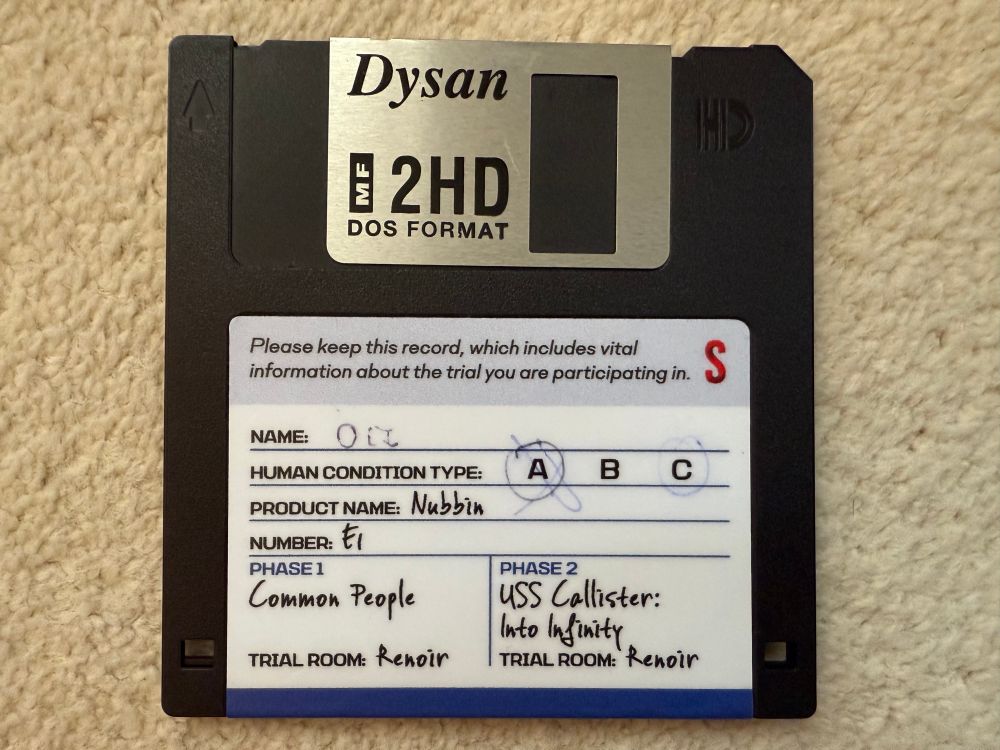 Dysan
MF 2HD
DOS FORMAT
HD
Please keep this record, which includes vital
information about the trial you are participating in.
S
NAME:
HUMAN CONDITION TYPE: A B C
PRODUCT NAME: Nubbin
NUMBER: E1
PHASE 1
Common People
TRIAL ROOM: Renoir
PHASE 2
USS Callister:
Into Infinity
TRIAL ROOM: Renoir